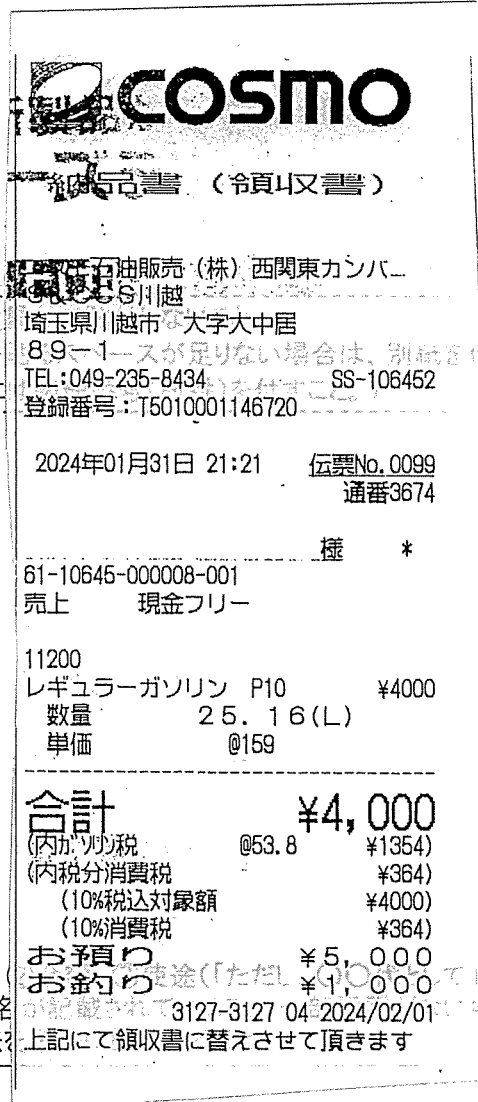 COSMO
納品書 (領収書)
石油販売(株)西関東カンパニー
川越
埼玉県川越市 大字大中居
89-1
TEL:049-235-8434 SS-106452
登録番号:T5010001146720
2024年01月31日 21:21 伝票No.0099
通番3674
様 *
61-10645-000008-001
売上 現金フリー
11200
レギュラーガソリン P10 ¥4000
数量 25.16(L)
単価 @159
合計 ¥4,000
(内ガソリン税 @53.8 ¥1354)
(内税分消費税 ¥364)
(10%税込対象額 ¥4000)
(10%消費税 ¥364)
お預り ¥5,000
お釣り ¥1,000
3127-3127 04 2024/02/01
上記にて領収書に替えさせて頂きます